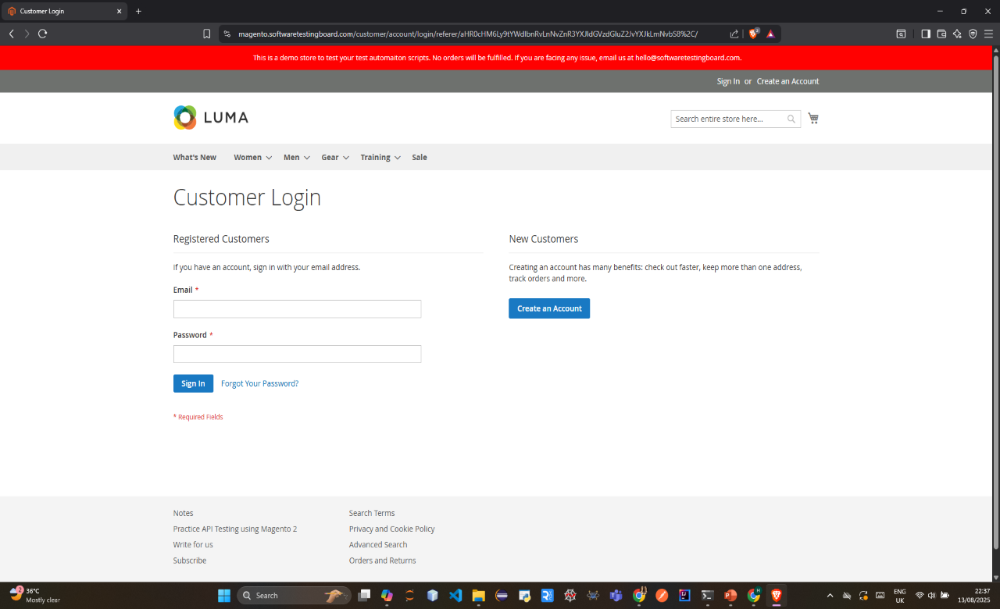 Customer Login
magento.softwaretestingboard.com/customer/account/login/referer/aHR0cHM6Ly9tYWdlbnRvLnNvZnR3YXJldGVzdGluZ2JvYXJkLmNvbS8%2C/
2
This is a demo store to test your test automaiton scripts. No orders will be fulfilled. If you are facing any issue, email us at hello@softwaretestingboard.com.
Sign In or Create an Account
LUMA
Search entire store here...
What's New Women Men Gear Training Sale
Customer Login
Registered Customers
If you have an account, sign in with your email address.
Email *
Password *
Sign In Forgot Your Password?
* Required Fields
New Customers
Creating an account has many benefits: check out faster, keep more than one address,
track orders and more.
Create an Account
Notes
Practice API Testing using Magento 2
Write for us
Subscribe
Search Terms
Privacy and Cookie Policy
Advanced Search
Orders and Returns
2
36°C
Mostly clear
Search
ENG
UK
22:37
13/08/2025